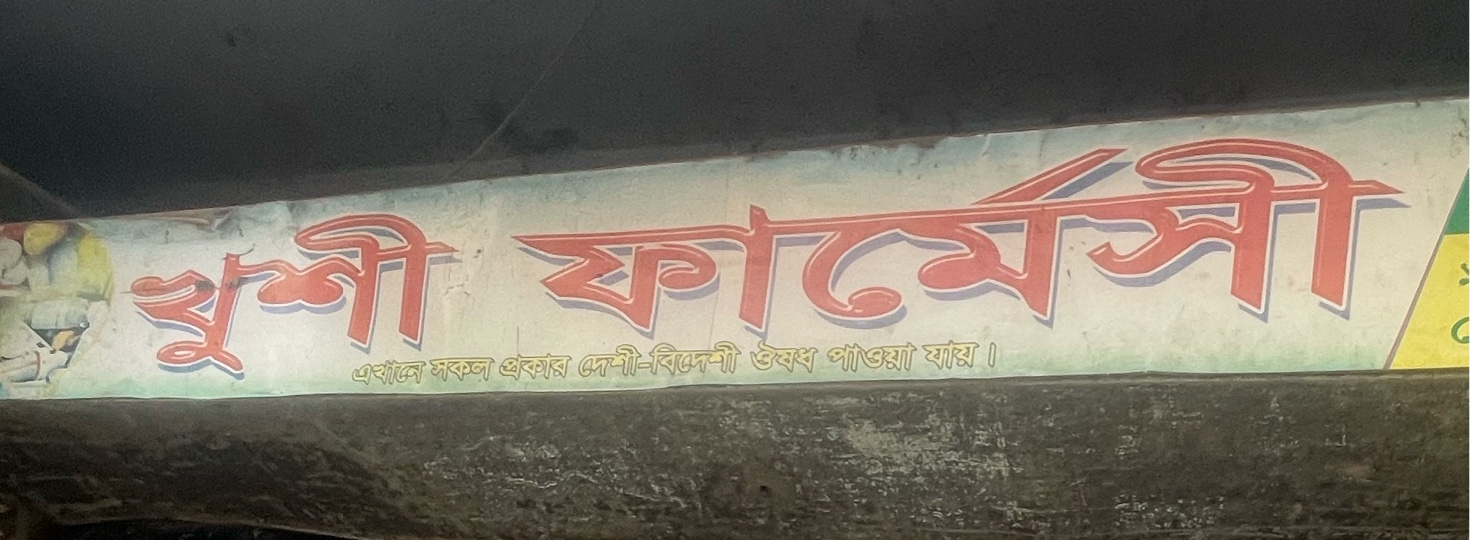 খুশী ফার্মেসী
এখানে সকল প্রকার দেশী-বিদেশী ঔষধ পাওয়া যায়।